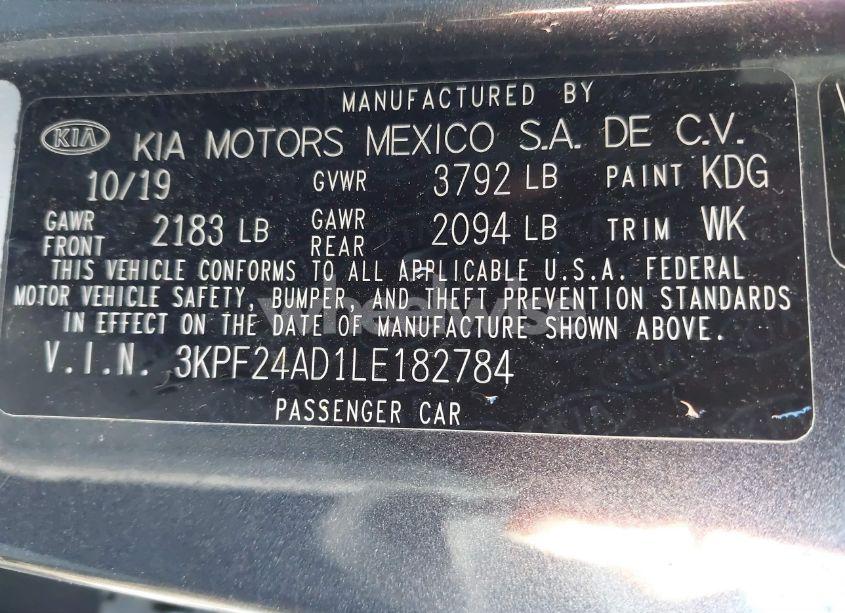 MANUFACTURED BY
KIA KIA MOTORS MEXICO S.A. DE C.V.
10/19 GVWR 3792 LB PAINT KDG
GAWR FRONT 2183 LB GAWR REAR 2094 LB TRIM WK
THIS VEHICLE CONFORMS TO ALL APPLICABLE U.S.A. FEDERAL
MOTOR VEHICLE SAFETY, BUMPER, AND THEFT PREVENTION STANDARDS
IN EFFECT ON THE DATE OF MANUFACTURE SHOWN ABOVE.
V.I.N. 3KPF24AD1LE182784
PASSENGER CAR
wheelwise